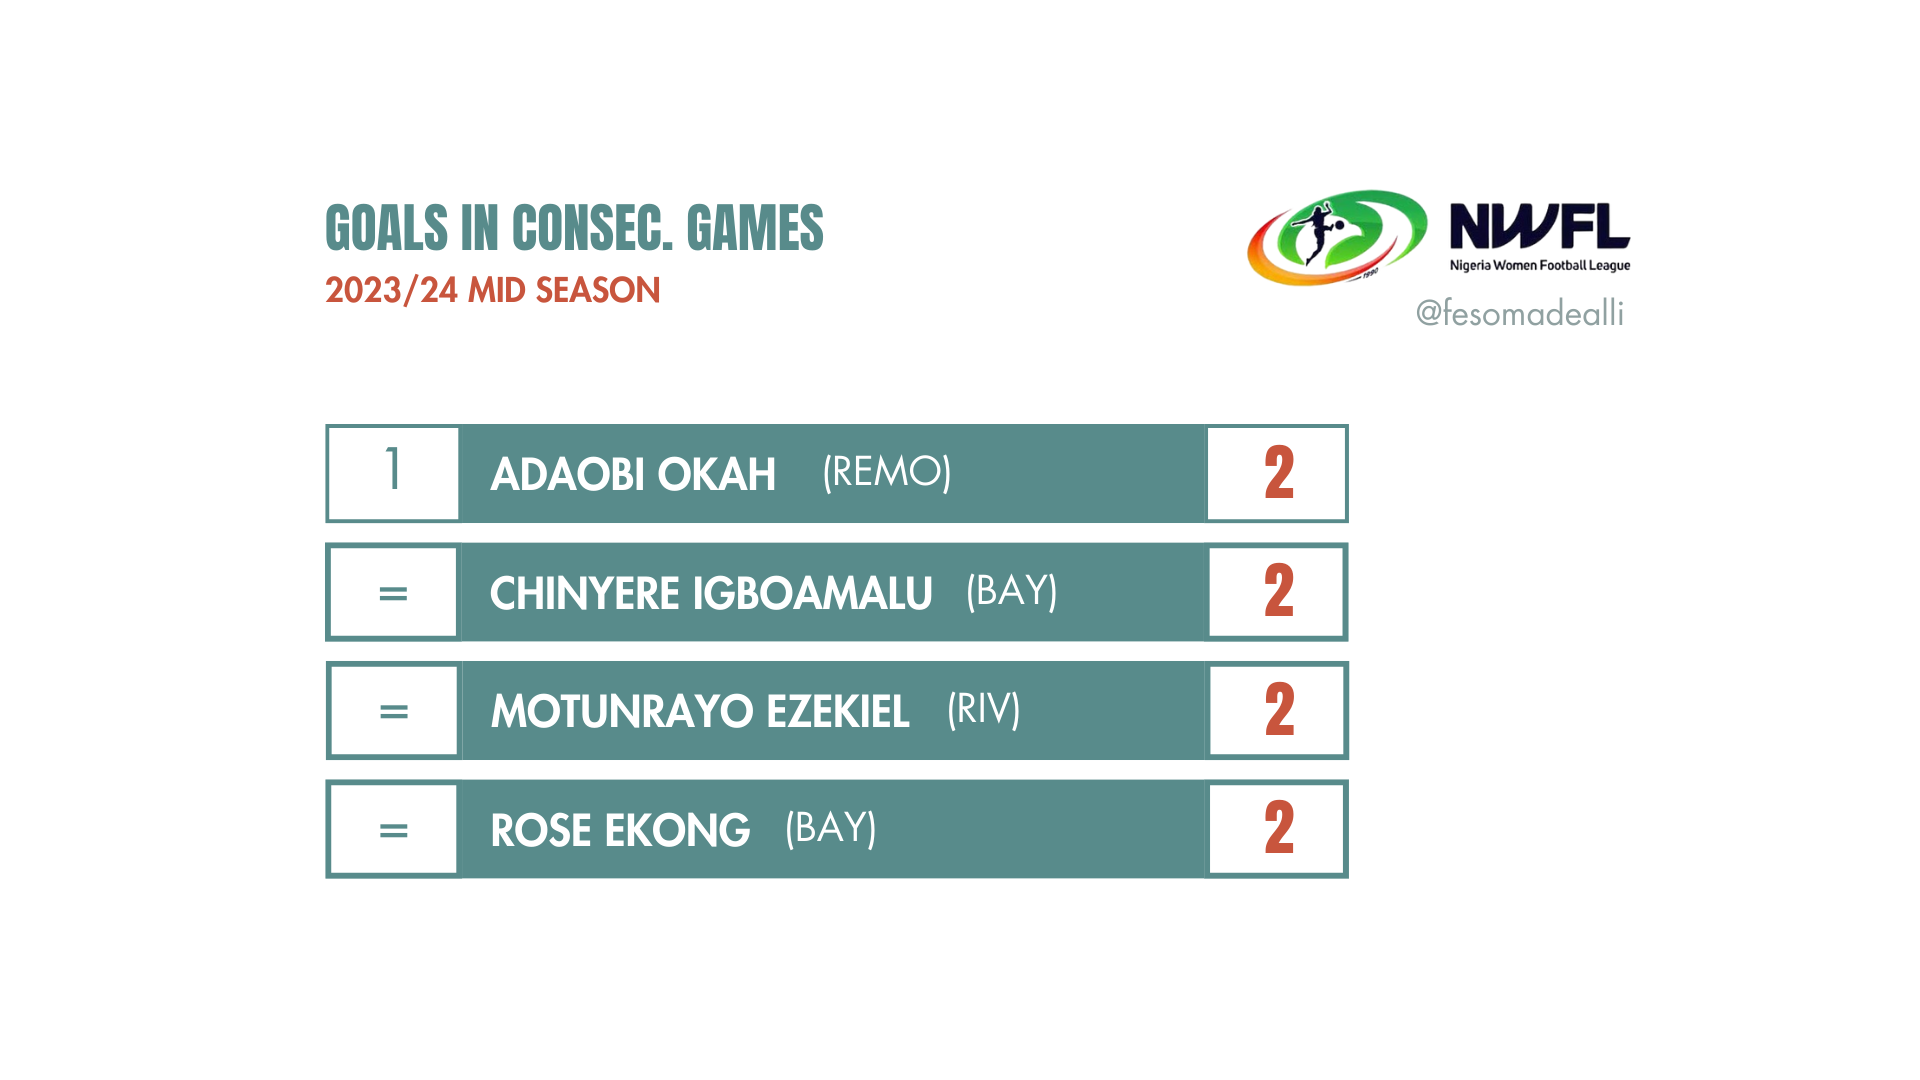 GOALS IN CONSEC. GAMES
2023/24 MID SEASON
NWFL
Nigeria Women Football League
1990
@fesomadealli
1 ADAOBI OKAH (REMO) 2
= CHINYERE IGBOAMALU (BAY) 2
= MOTUNRAYO EZEKIEL (RIV) 2
= ROSE EKONG (BAY) 2